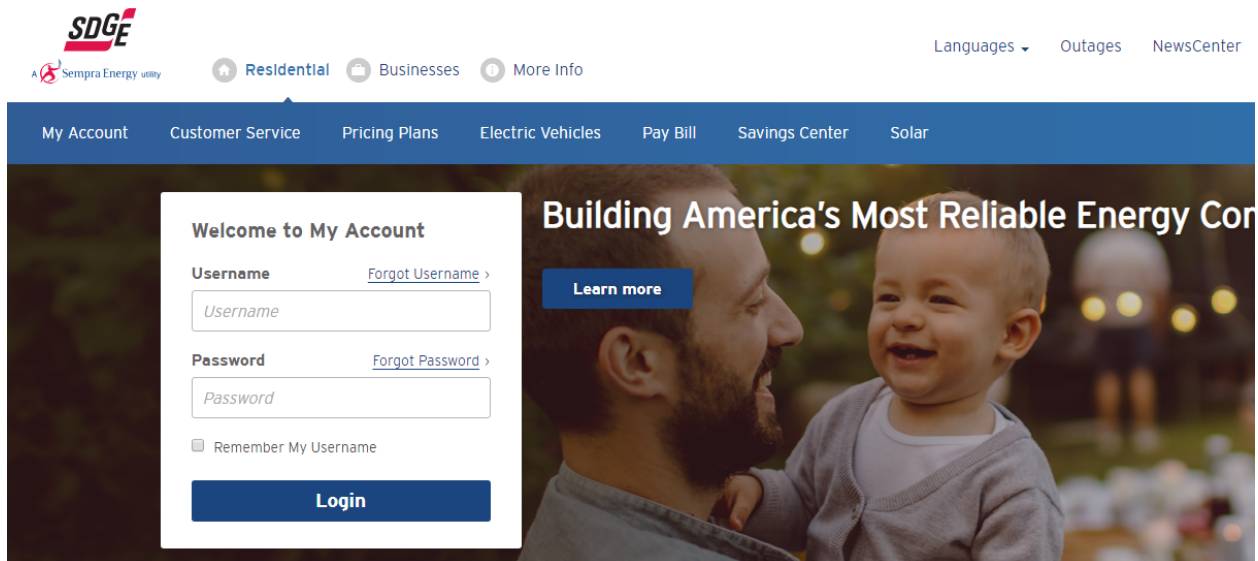 SDGE
A Sempra Energy utility
Residential
Businesses
More Info
Languages
Outages
NewsCenter
My Account
Customer Service
Pricing Plans
Electric Vehicles
Pay Bill
Savings Center
Solar
Welcome to My Account
Username
Forgot Username ›
Username
Password
Forgot Password ›
Password
Remember My Username
Login
Building America's Most Reliable Energy
Learn more